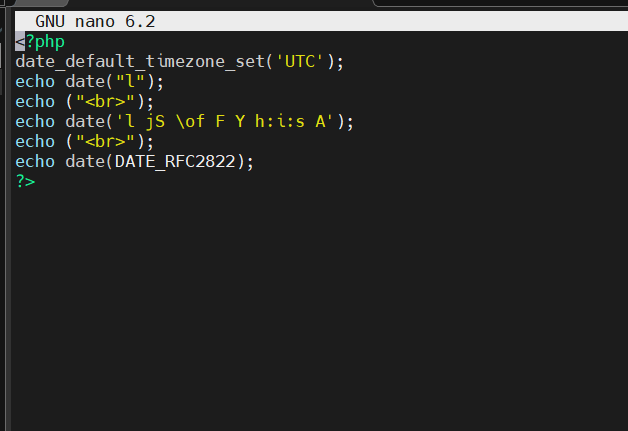 GNU nano 6.2
<?php
date_default_timezone_set('UTC');
echo date("l");
echo ("<br>");
echo date('l jS \of F Y h:i:s A');
echo ("<br>");
echo date(DATE_RFC2822);
?>